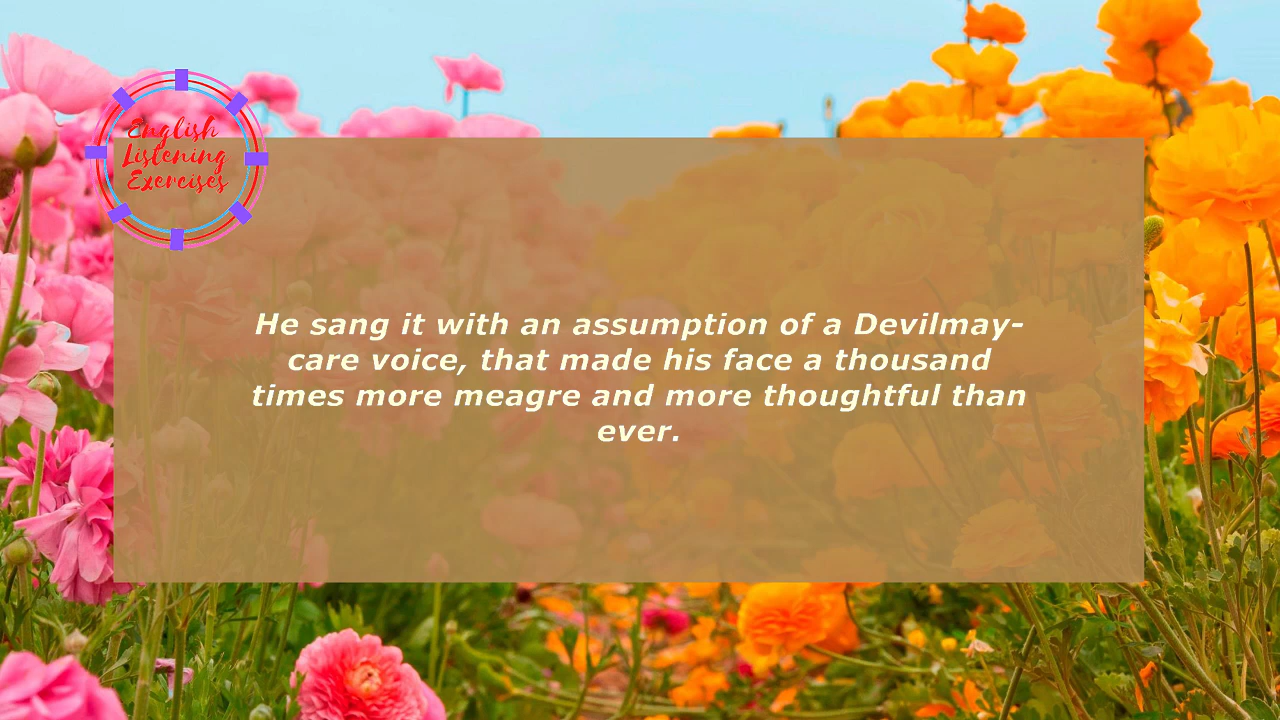 English
Listening
Exercises
He sang it with an assumption of a Devilmay-
care voice, that made his face a thousand
times more meagre and more thoughtful than
ever.